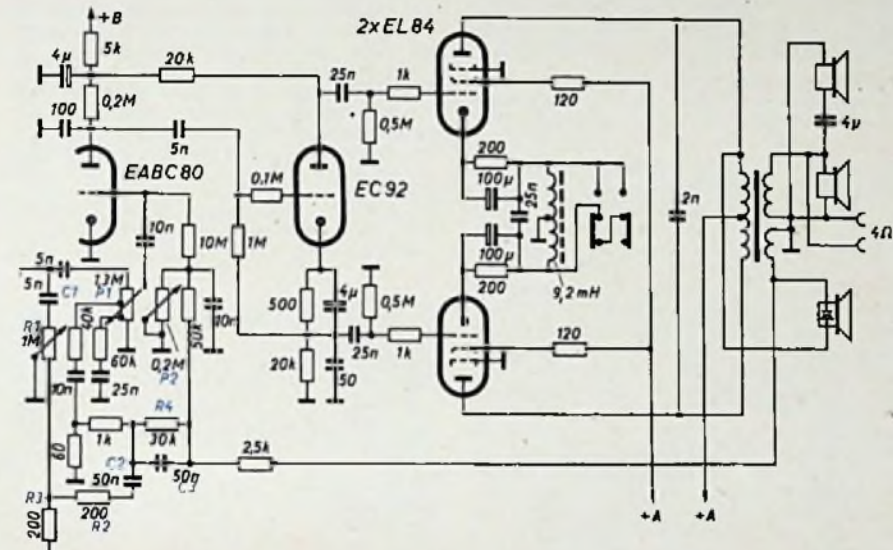 +B
5k
4µ
20k
0,2M
100
5n
EABC80
0,1M
EC92
1M
10n
10M
5n
5n
C1
1,3M
P1
R1
1M
40k
60k
0,2M
P2
50k
10n
10n
25n
1k
R4
30k
60
C2
50n
50n
C3
2,5k
R3
200
R2
200
500
4µ
20k
50
25n
1k
0,5M
0,5M
25n
1k
2xEL84
120
200
100µ
25n
100µ
200
9,2mH
120
2n
4µ
4Ω
+A
+A